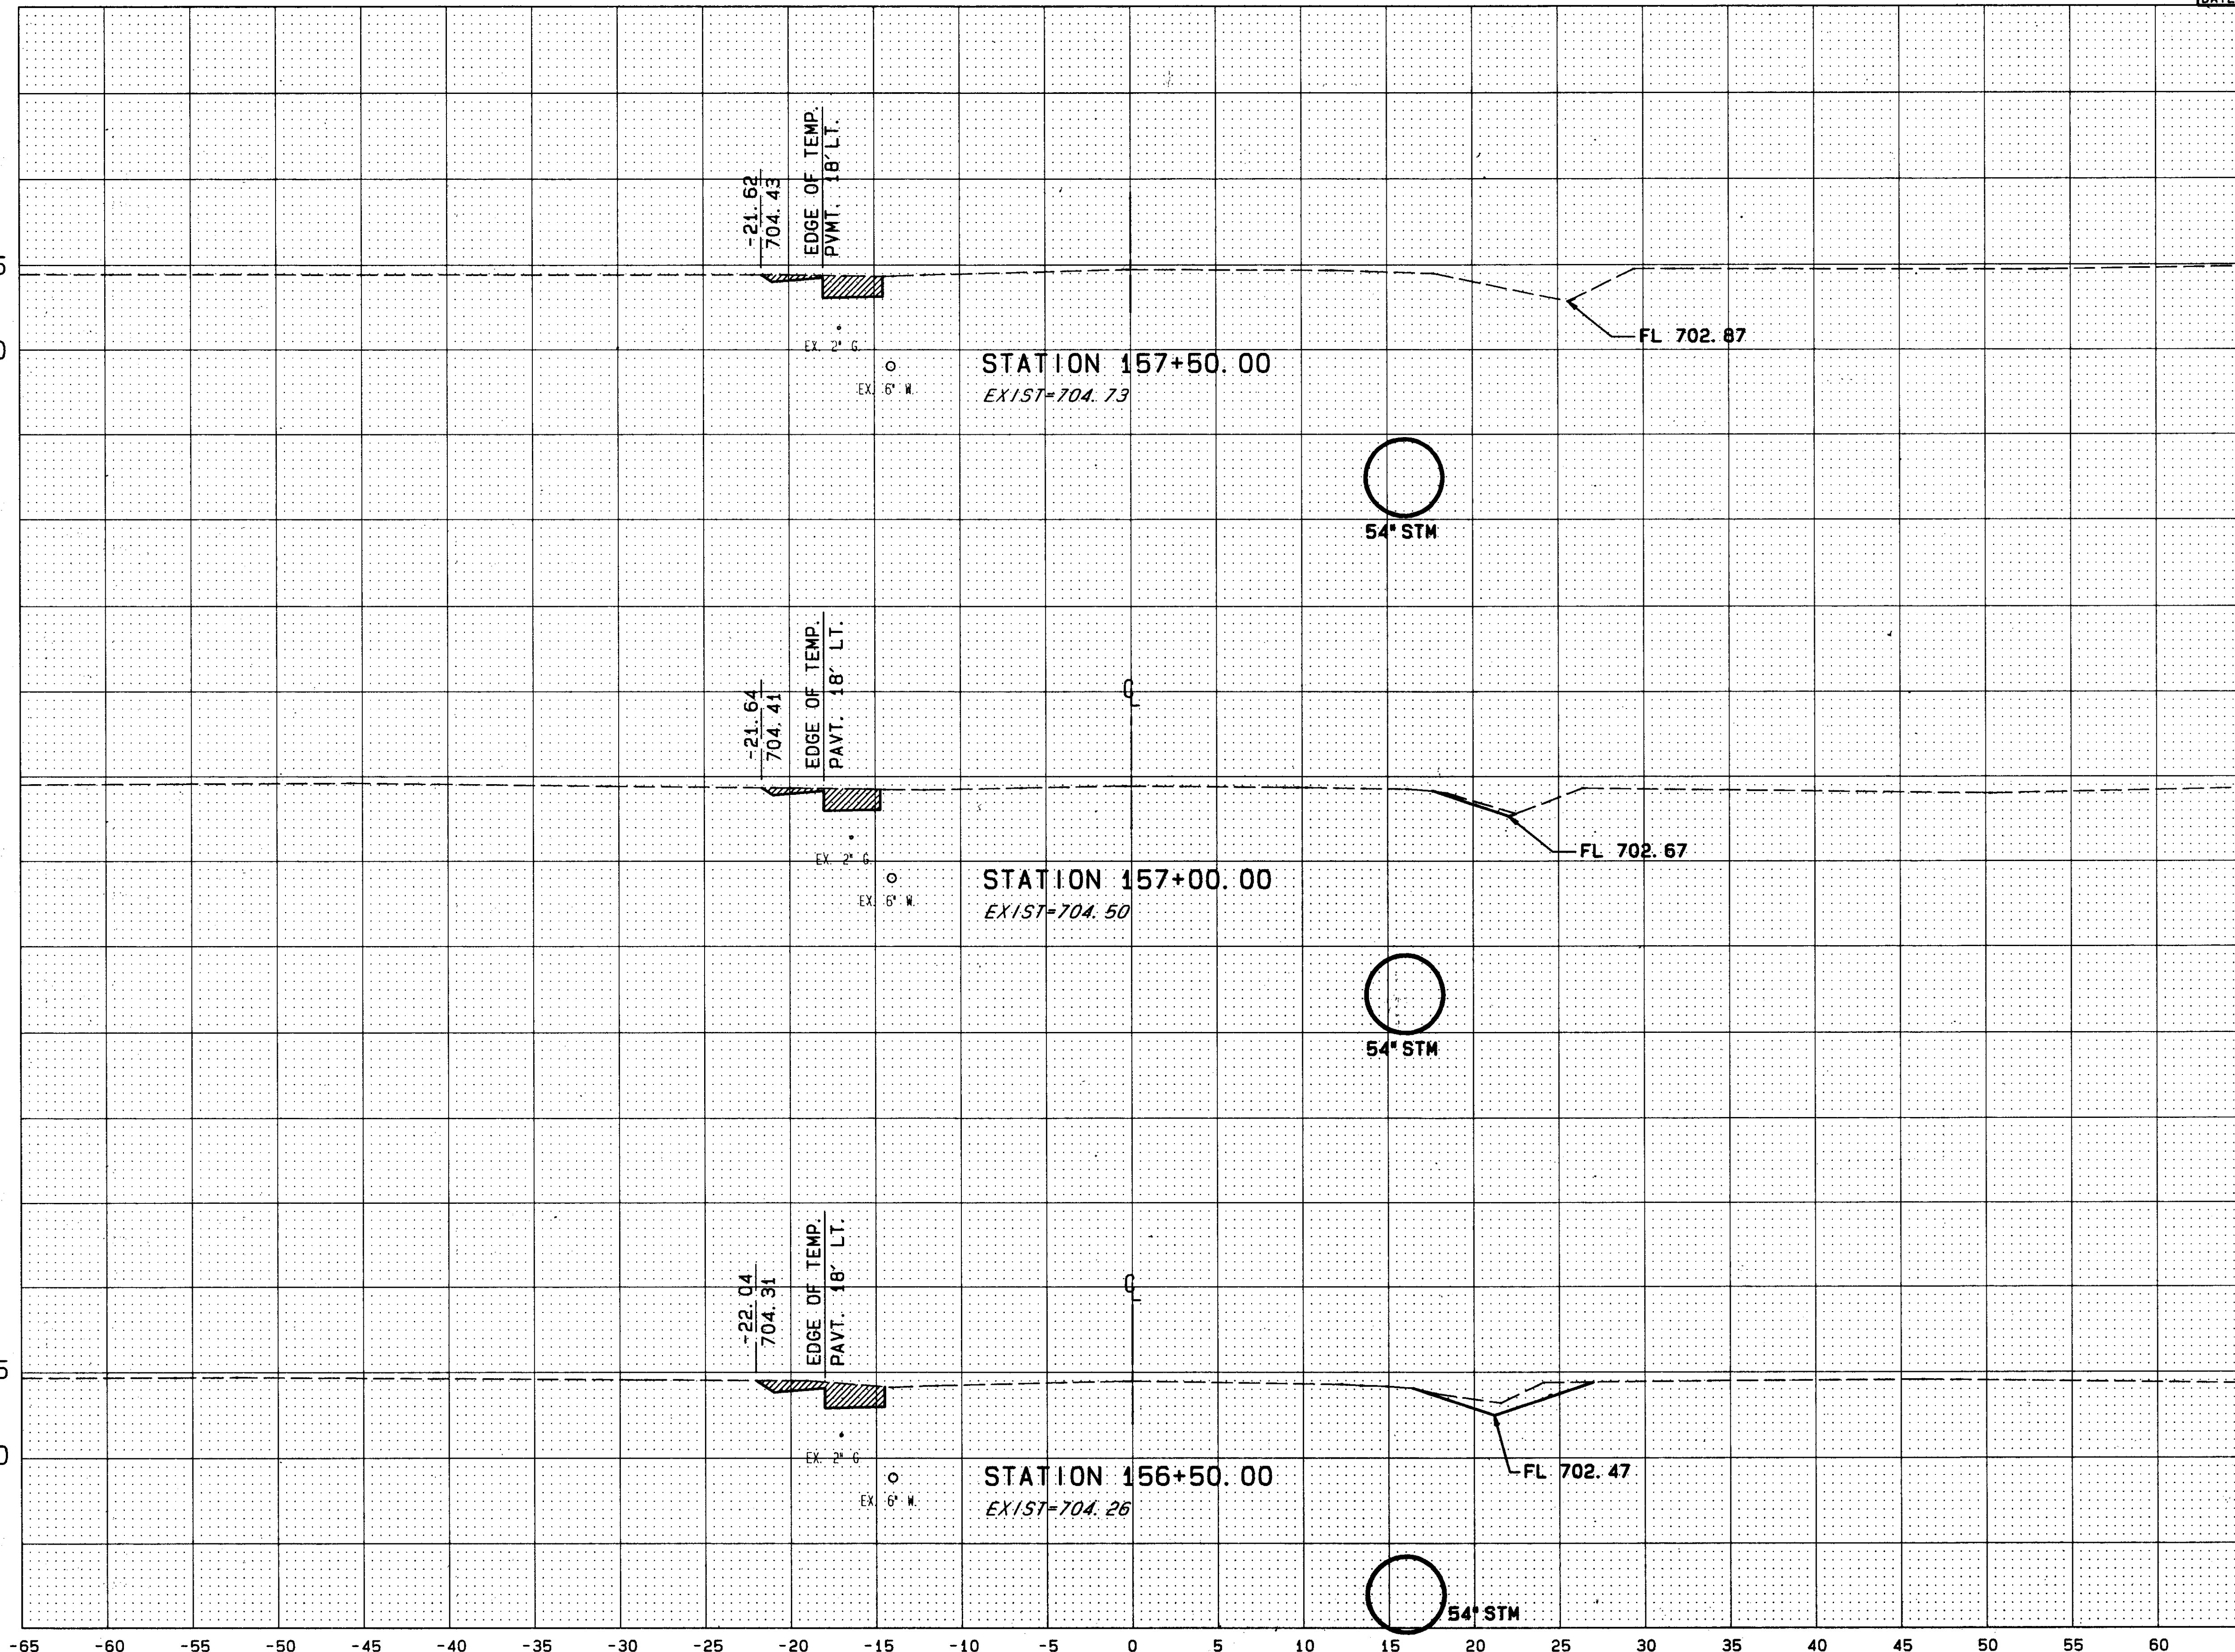 -21.62
704.43
EDGE OF TEMP.
PVMT. 18' LT.
FL 702.87
EX. 2" G.
EX. 6" W.
STATION 157+50.00
EXIST=704.73
54" STM
-21.64
704.41
EDGE OF TEMP.
PAVT. 18' LT.
℄
FL 702.67
EX. 2" G.
EX. 6" W.
STATION 157+00.00
EXIST=704.50
54" STM
-22.04
704.31
EDGE OF TEMP.
PAVT. 18' LT.
℄
FL 702.47
EX. 2" G
EX. 6" W.
STATION 156+50.00
EXIST=704.26
54" STM
-65 -60 -55 -50 -45 -40 -35 -30 -25 -20 -15 -10 -5 0 5 10 15 20 25 30 35 40 45 50 55 60